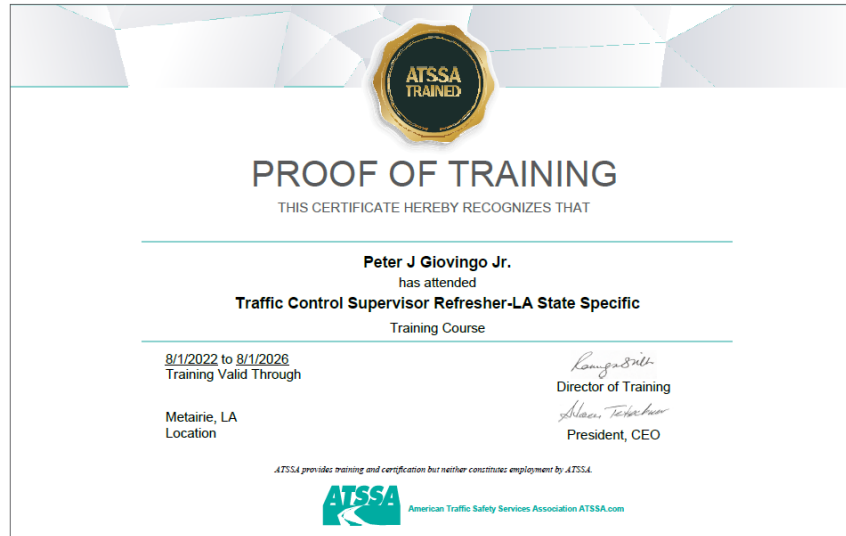 ATSSA
TRAINED
PROOF OF TRAINING
THIS CERTIFICATE HEREBY RECOGNIZES THAT
Peter J Giovingo Jr.
has attended
Traffic Control Supervisor Refresher-LA State Specific
Training Course
8/1/2022 to 8/1/2026
Training Valid Through
Director of Training
Metairie, LA
Location
President, CEO
ATSSA provides training and certification but neither constitutes employment by ATSSA.
ATSSA
American Traffic Safety Services Association ATSSA.com